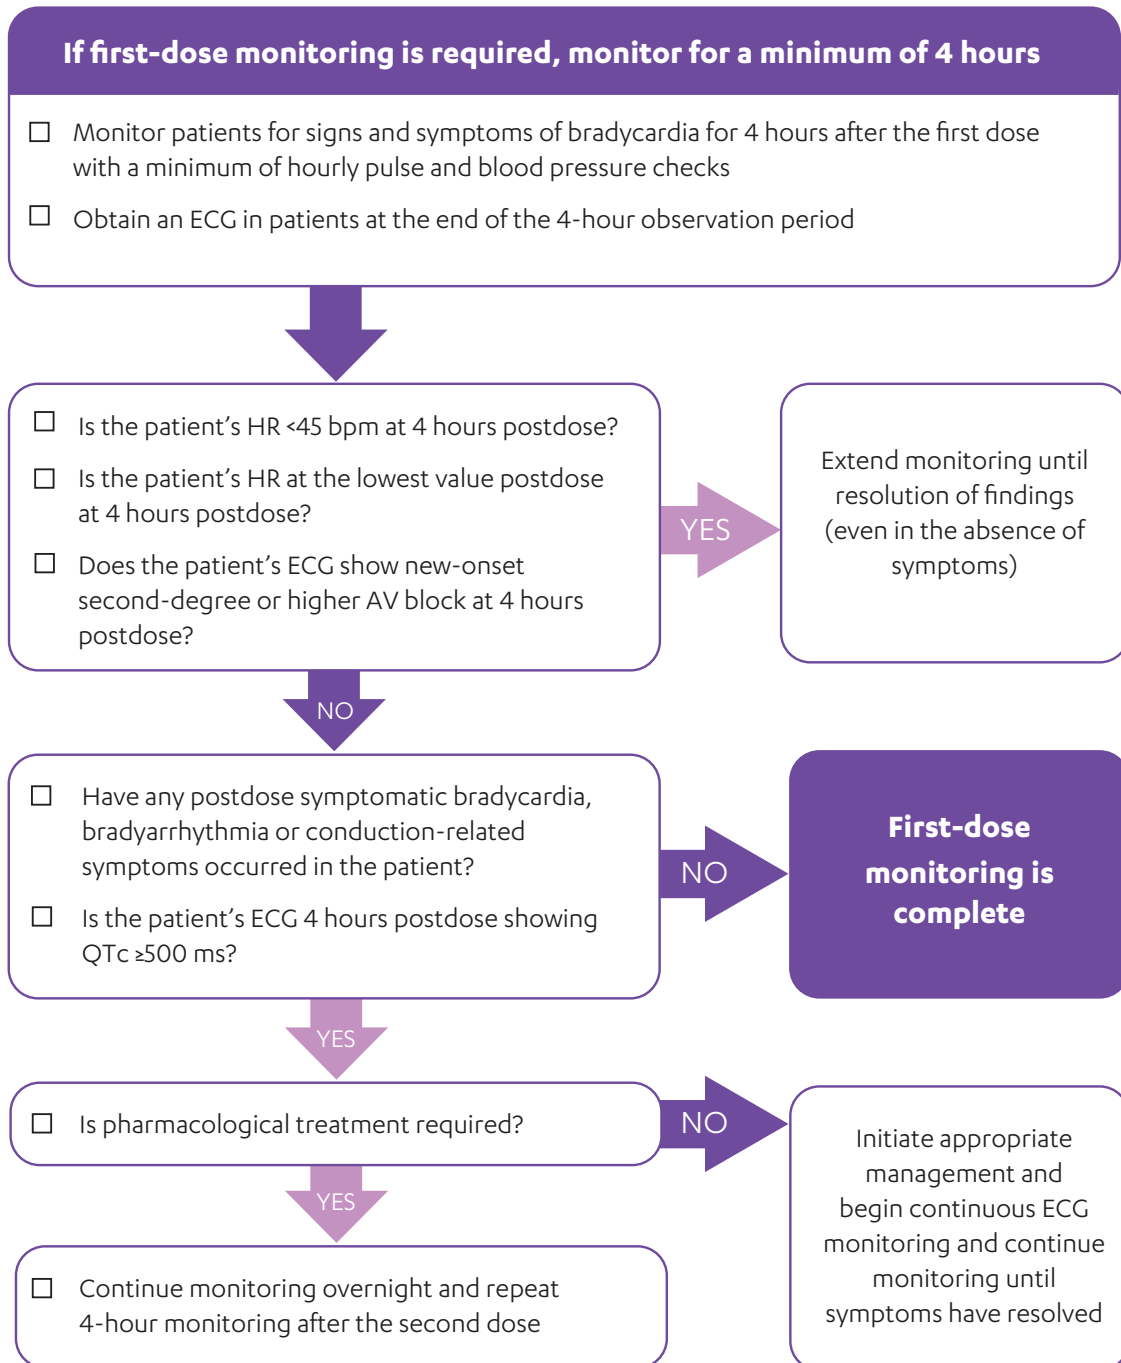 If first-dose monitoring is required, monitor for a minimum of 4 hours
Monitor patients for signs and symptoms of bradycardia for 4 hours after the first dose
with a minimum of hourly pulse and blood pressure checks
Obtain an ECG in patients at the end of the 4-hour observation period
Is the patient’s HR <45 bpm at 4 hours postdose?
Is the patient’s HR at the lowest value postdose
at 4 hours postdose?
Does the patient’s ECG show new-onset
second-degree or higher AV block at 4 hours
postdose?
YES
Extend monitoring until
resolution of findings
(even in the absence of
symptoms)
NO
Have any postdose symptomatic bradycardia,
bradyarrhythmia or conduction-related
symptoms occurred in the patient?
Is the patient’s ECG 4 hours postdose showing
QTc ≥500 ms?
NO
First-dose
monitoring is
complete
YES
Is pharmacological treatment required?
NO
Initiate appropriate
management and
begin continuous ECG
monitoring and continue
monitoring until
symptoms have resolved
YES
Continue monitoring overnight and repeat
4-hour monitoring after the second dose